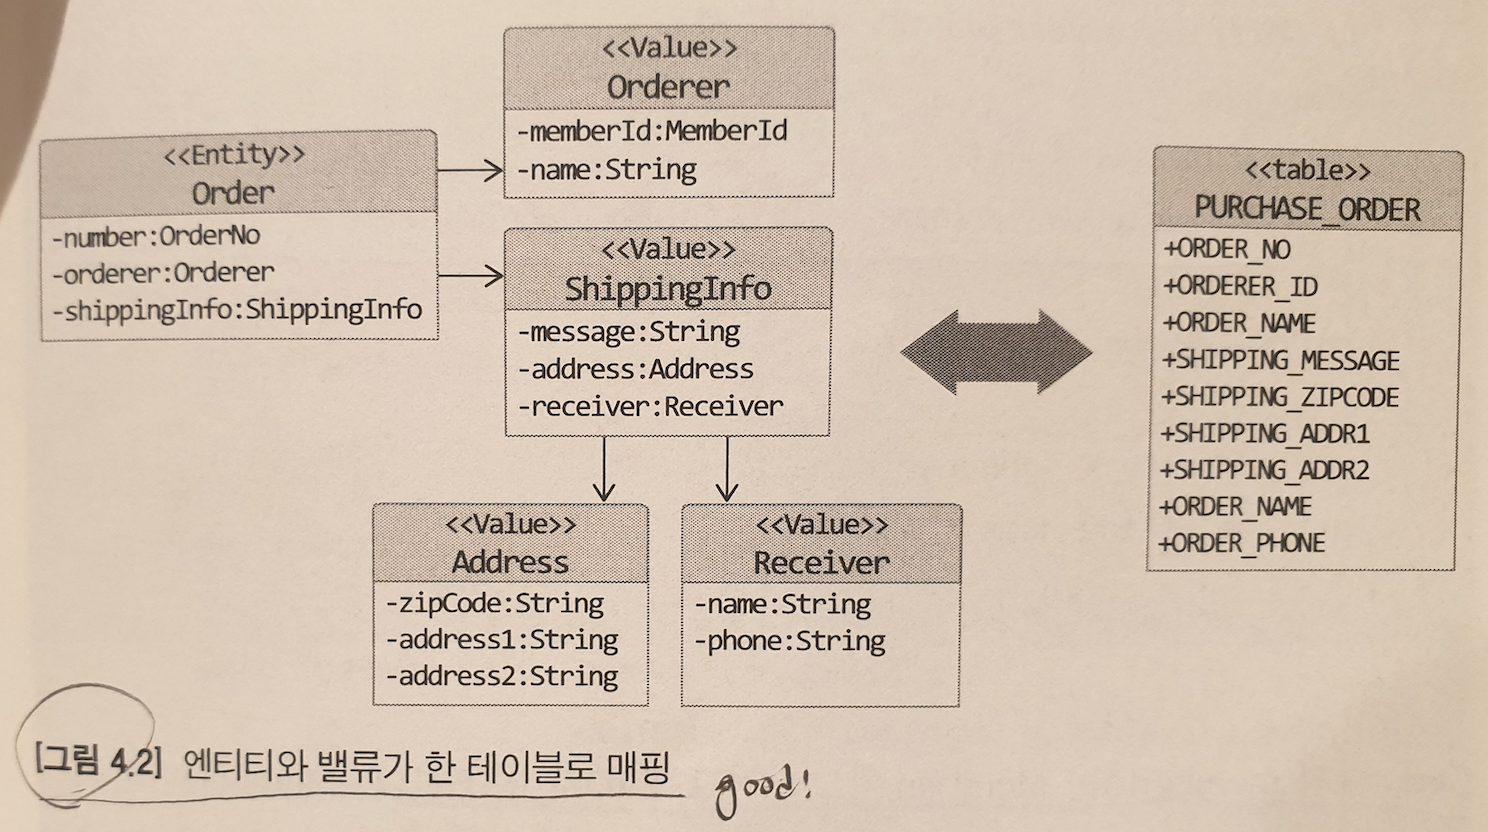 <<Value>>
Orderer
-memberId:MemberId
-name:String
<<Entity>>
Order
-number:OrderNo
-orderer:Orderer
-shippingInfo:ShippingInfo
<<Value>>
ShippingInfo
-message:String
-address:Address
-receiver:Receiver
<<Value>>
Address
-zipCode:String
-address1:String
-address2:String
<<Value>>
Receiver
-name:String
-phone:String
<<table>>
PURCHASE_ORDER
+ORDER_NO
+ORDERER_ID
+ORDER_NAME
+SHIPPING_MESSAGE
+SHIPPING_ZIPCODE
+SHIPPING_ADDR1
+SHIPPING_ADDR2
+ORDER_NAME
+ORDER_PHONE
[그림 4.2] 엔티티와 밸류가 한 테이블로 매핑
good!